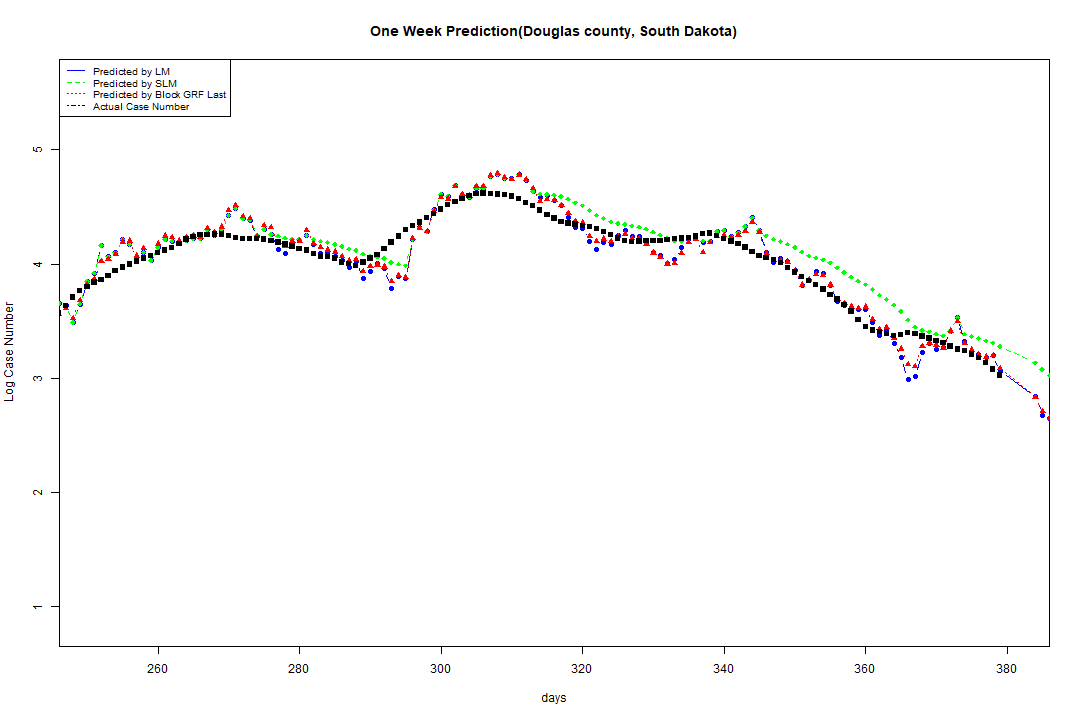 One Week Prediction(Douglas county, South Dakota)
Predicted by LM
Predicted by SLM
Predicted by Block GRF Last
Actual Case Number
5
4
3
2
1
Log Case Number
260 280 300 320 340 360 380
days